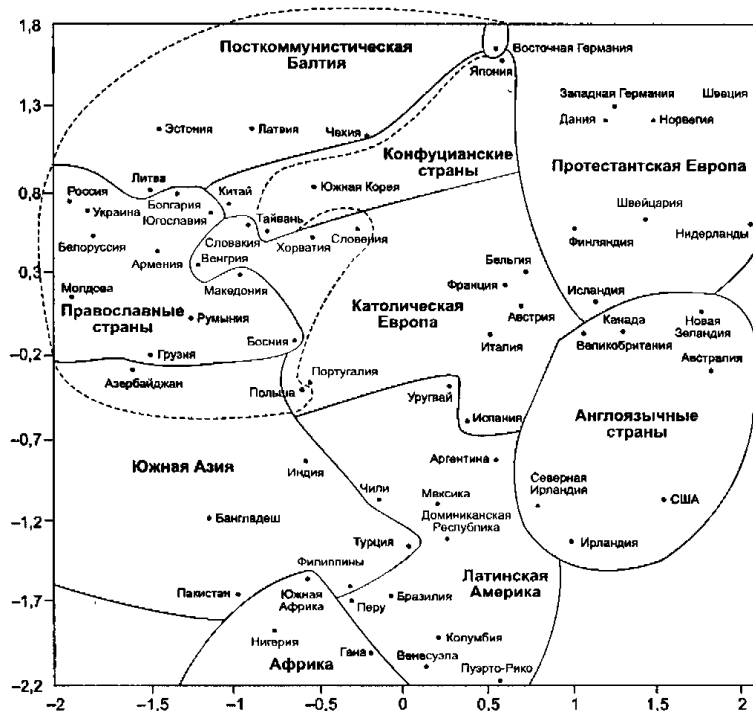 1,8
1,3
0,8
0,3
−0,2
−0,7
−1,2
−1,7
−2,2
Посткоммунистическая
Балтия
Восточная Германия
Япония
Западная Германия
Швеция
Дания
Норвегия
Эстония
Латвия
Чехия
Конфуцианские
страны
Протестантская Европа
Литва
Россия
Болгария
Китай
Южная Корея
Украина
Югославия
Тайвань
Швейцария
Белоруссия
Словакия
Хорватия
Словения
Финляндия
Нидерланды
Армения
Венгрия
Бельгия
Македония
Молдова
Франция
Исландия
Православные
страны
Румыния
Католическая
Европа
Австрия
Канада
Новая
Зеландия
Босния
Италия
Великобритания
Грузия
Австралия
Азербайджан
Португалия
Польша
Уругвай
Испания
Англоязычные
страны
Южная Азия
Индия
Аргентина
Чили
Мексика
Северная
Ирландия
США
Бангладеш
Доминиканская
Республика
Турция
Ирландия
Филиппины
Латинская
Америка
Пакистан
Южная
Африка
Перу
Бразилия
Нигерия
Колумбия
Африка
Гана
Венесуэла
Пуэрто-Рико
−2
−1,5
−1
−0,5
0
0,5
1
1,5
2